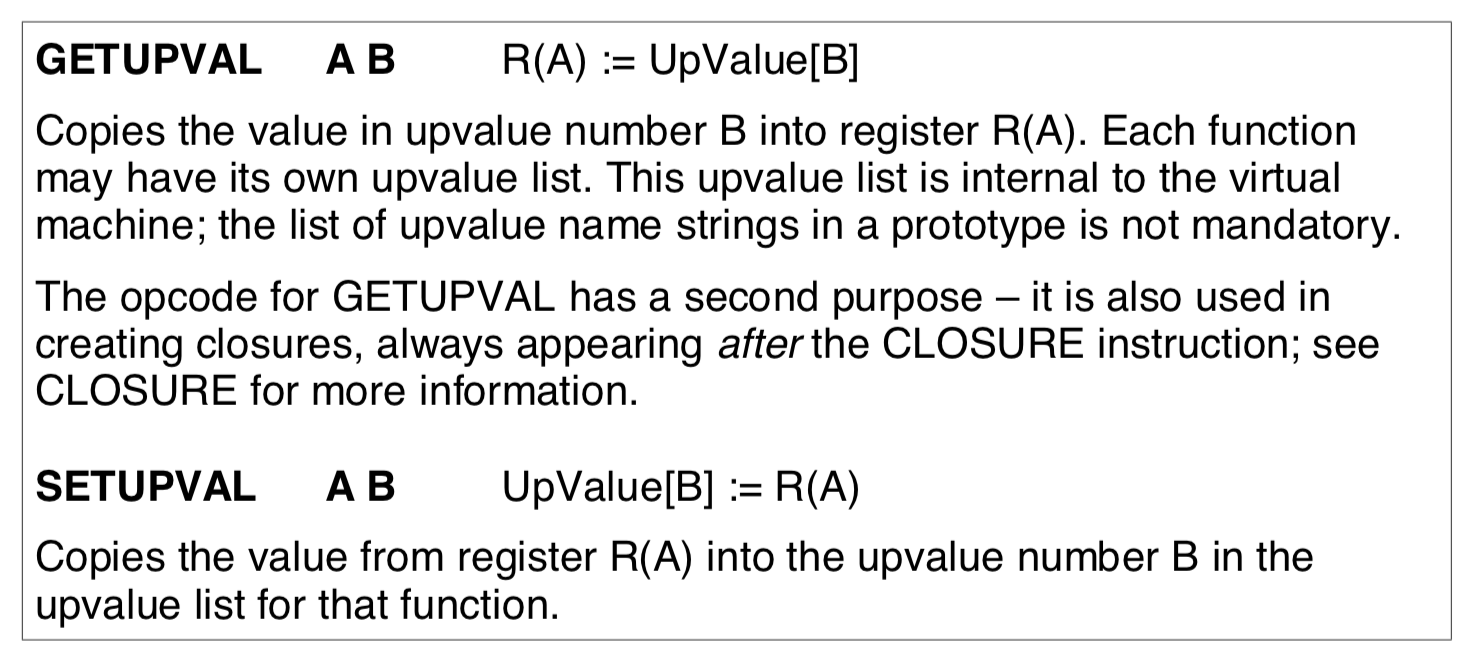 GETUPVAL A B R(A) := UpValue[B]
Copies the value in upvalue number B into register R(A). Each function
may have its own upvalue list. This upvalue list is internal to the virtual
machine; the list of upvalue name strings in a prototype is not mandatory.
The opcode for GETUPVAL has a second purpose – it is also used in
creating closures, always appearing after the CLOSURE instruction; see
CLOSURE for more information.
SETUPVAL A B UpValue[B] := R(A)
Copies the value from register R(A) into the upvalue number B in the
upvalue list for that function.